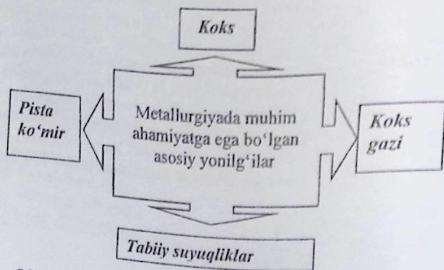 Koks
Pista
ko‘mir
Metallurgiyada muhim
ahamiyatga ega bo‘lgan
asosiy yonilg‘ilar
Koks
gazi
Tabiiy suyuqliklar